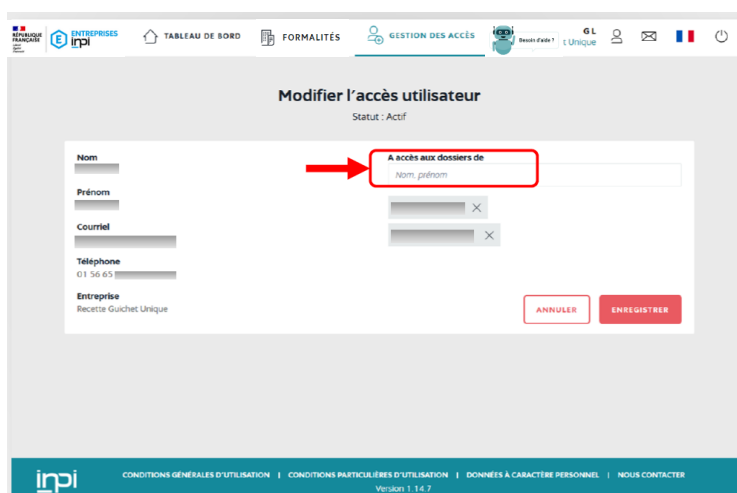 RÉPUBLIQUE
FRANÇAISE
ENTREPRISES
inpi
TABLEAU DE BORD
FORMALITÉS
GESTION DES ACCÈS
Besoin d'aide ?
G L
t Unique
Modifier l'accès utilisateur
Statut : Actif
Nom
Prénom
Courriel
Téléphone
01 56 65
Entreprise
Recette Guichet Unique
A accès aux dossiers de
Nom, prénom
ANNULER
ENREGISTRER
inpi
CONDITIONS GÉNÉRALES D'UTILISATION | CONDITIONS PARTICULIÈRES D'UTILISATION | DONNÉES À CARACTÈRE PERSONNEL | NOUS CONTACTER
Version 1.14.7